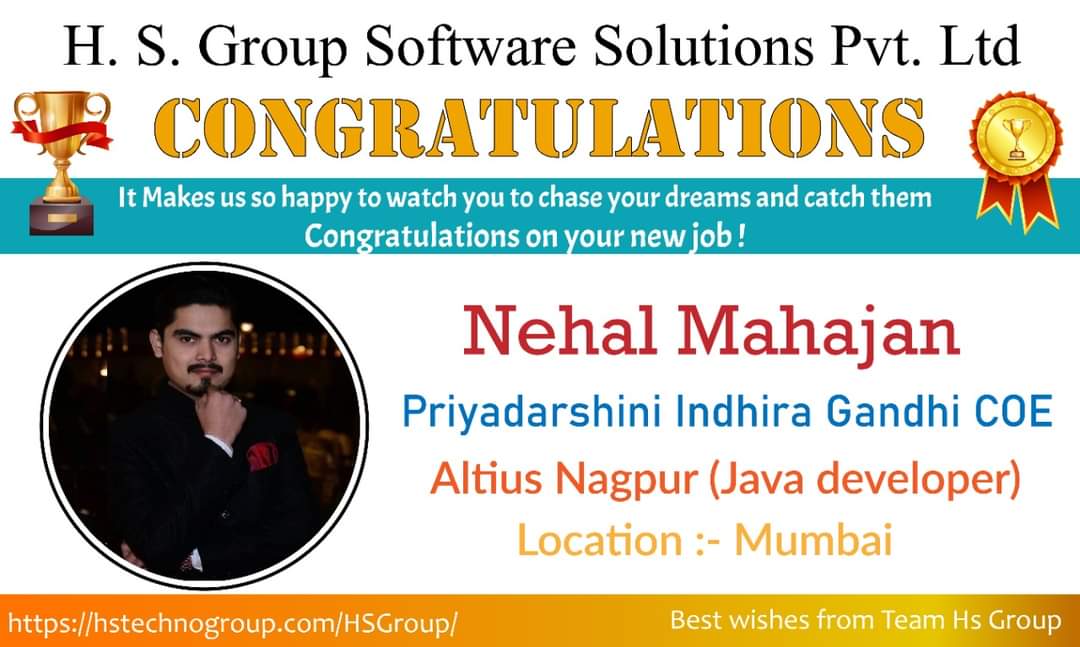 H. S. Group Software Solutions Pvt. Ltd
CONGRATULATIONS
It Makes us so happy to watch you to chase your dreams and catch them
Congratulations on your new job !
Nehal Mahajan
Priyadarshini Indhira Gandhi COE
Altius Nagpur (Java developer)
Location :- Mumbai
https://hstechnogroup.com/HSGroup/
Best wishes from Team Hs Group